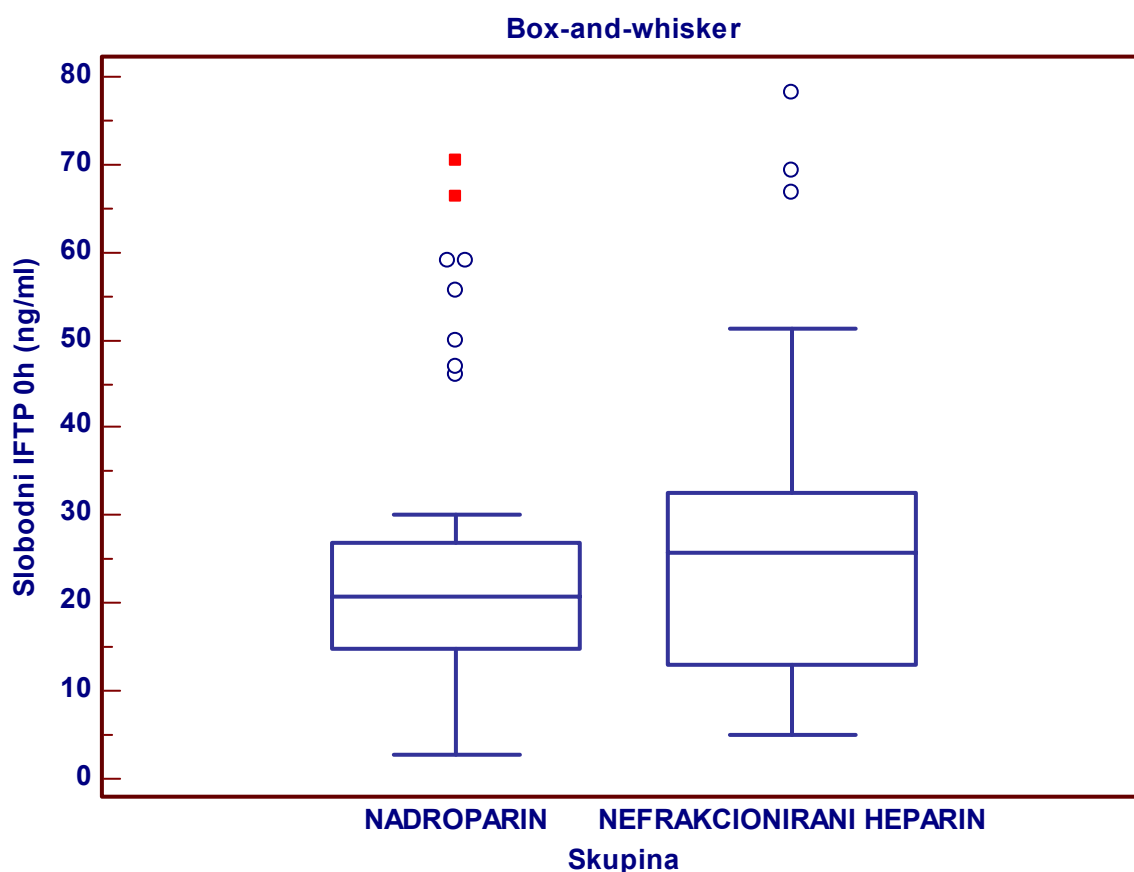 Box-and-whisker
Slobodni IFTP 0h (ng/ml)
80
70
60
50
40
30
20
10
0
NADROPARIN NEFRAKCIONIRANI HEPARIN
Skupina